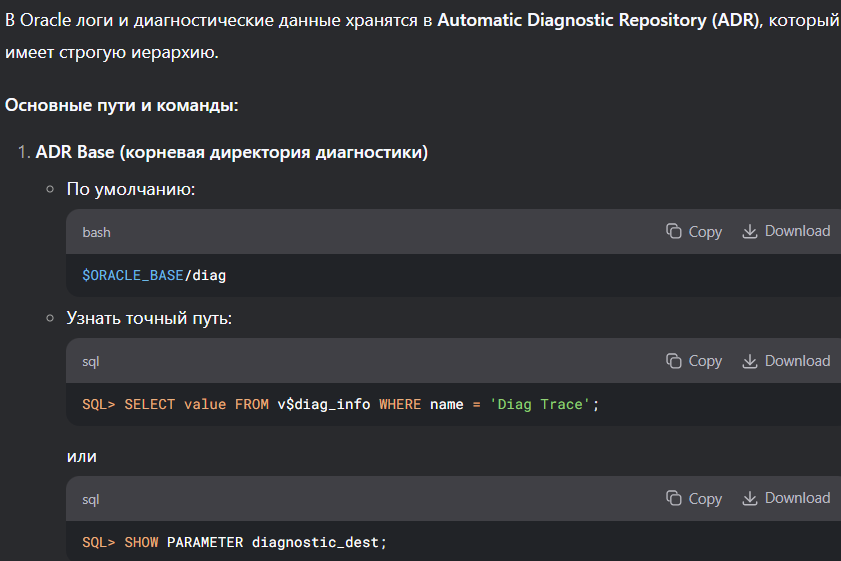 В Oracle логи и диагностические данные хранятся в Automatic Diagnostic Repository (ADR), который
имеет строгую иерархию.
Основные пути и команды:
1. ADR Base (корневая директория диагностики)
По умолчанию:
bash
Copy
Download
$ORACLE_BASE/diag
Узнать точный путь:
sql
Copy
Download
SQL> SELECT value FROM v$diag_info WHERE name = 'Diag Trace';
или
sql
Copy
Download
SQL> SHOW PARAMETER diagnostic_dest;